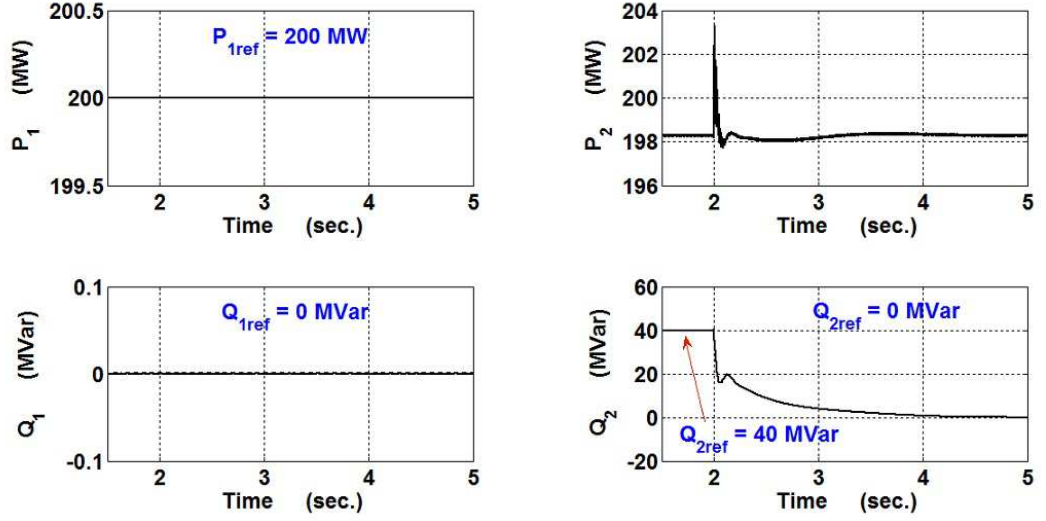 200.5
200
199.5
P1 (MW)
P1ref = 200 MW
2 3 4 5
Time (sec.)
204
202
200
198
196
P2 (MW)
2 3 4 5
Time (sec.)
0.1
0
-0.1
Q1 (MVar)
Q1ref = 0 MVar
2 3 4 5
Time (sec.)
60
40
20
0
-20
Q2 (MVar)
Q2ref = 0 MVar
Q2ref = 40 MVar
2 3 4 5
Time (sec.)